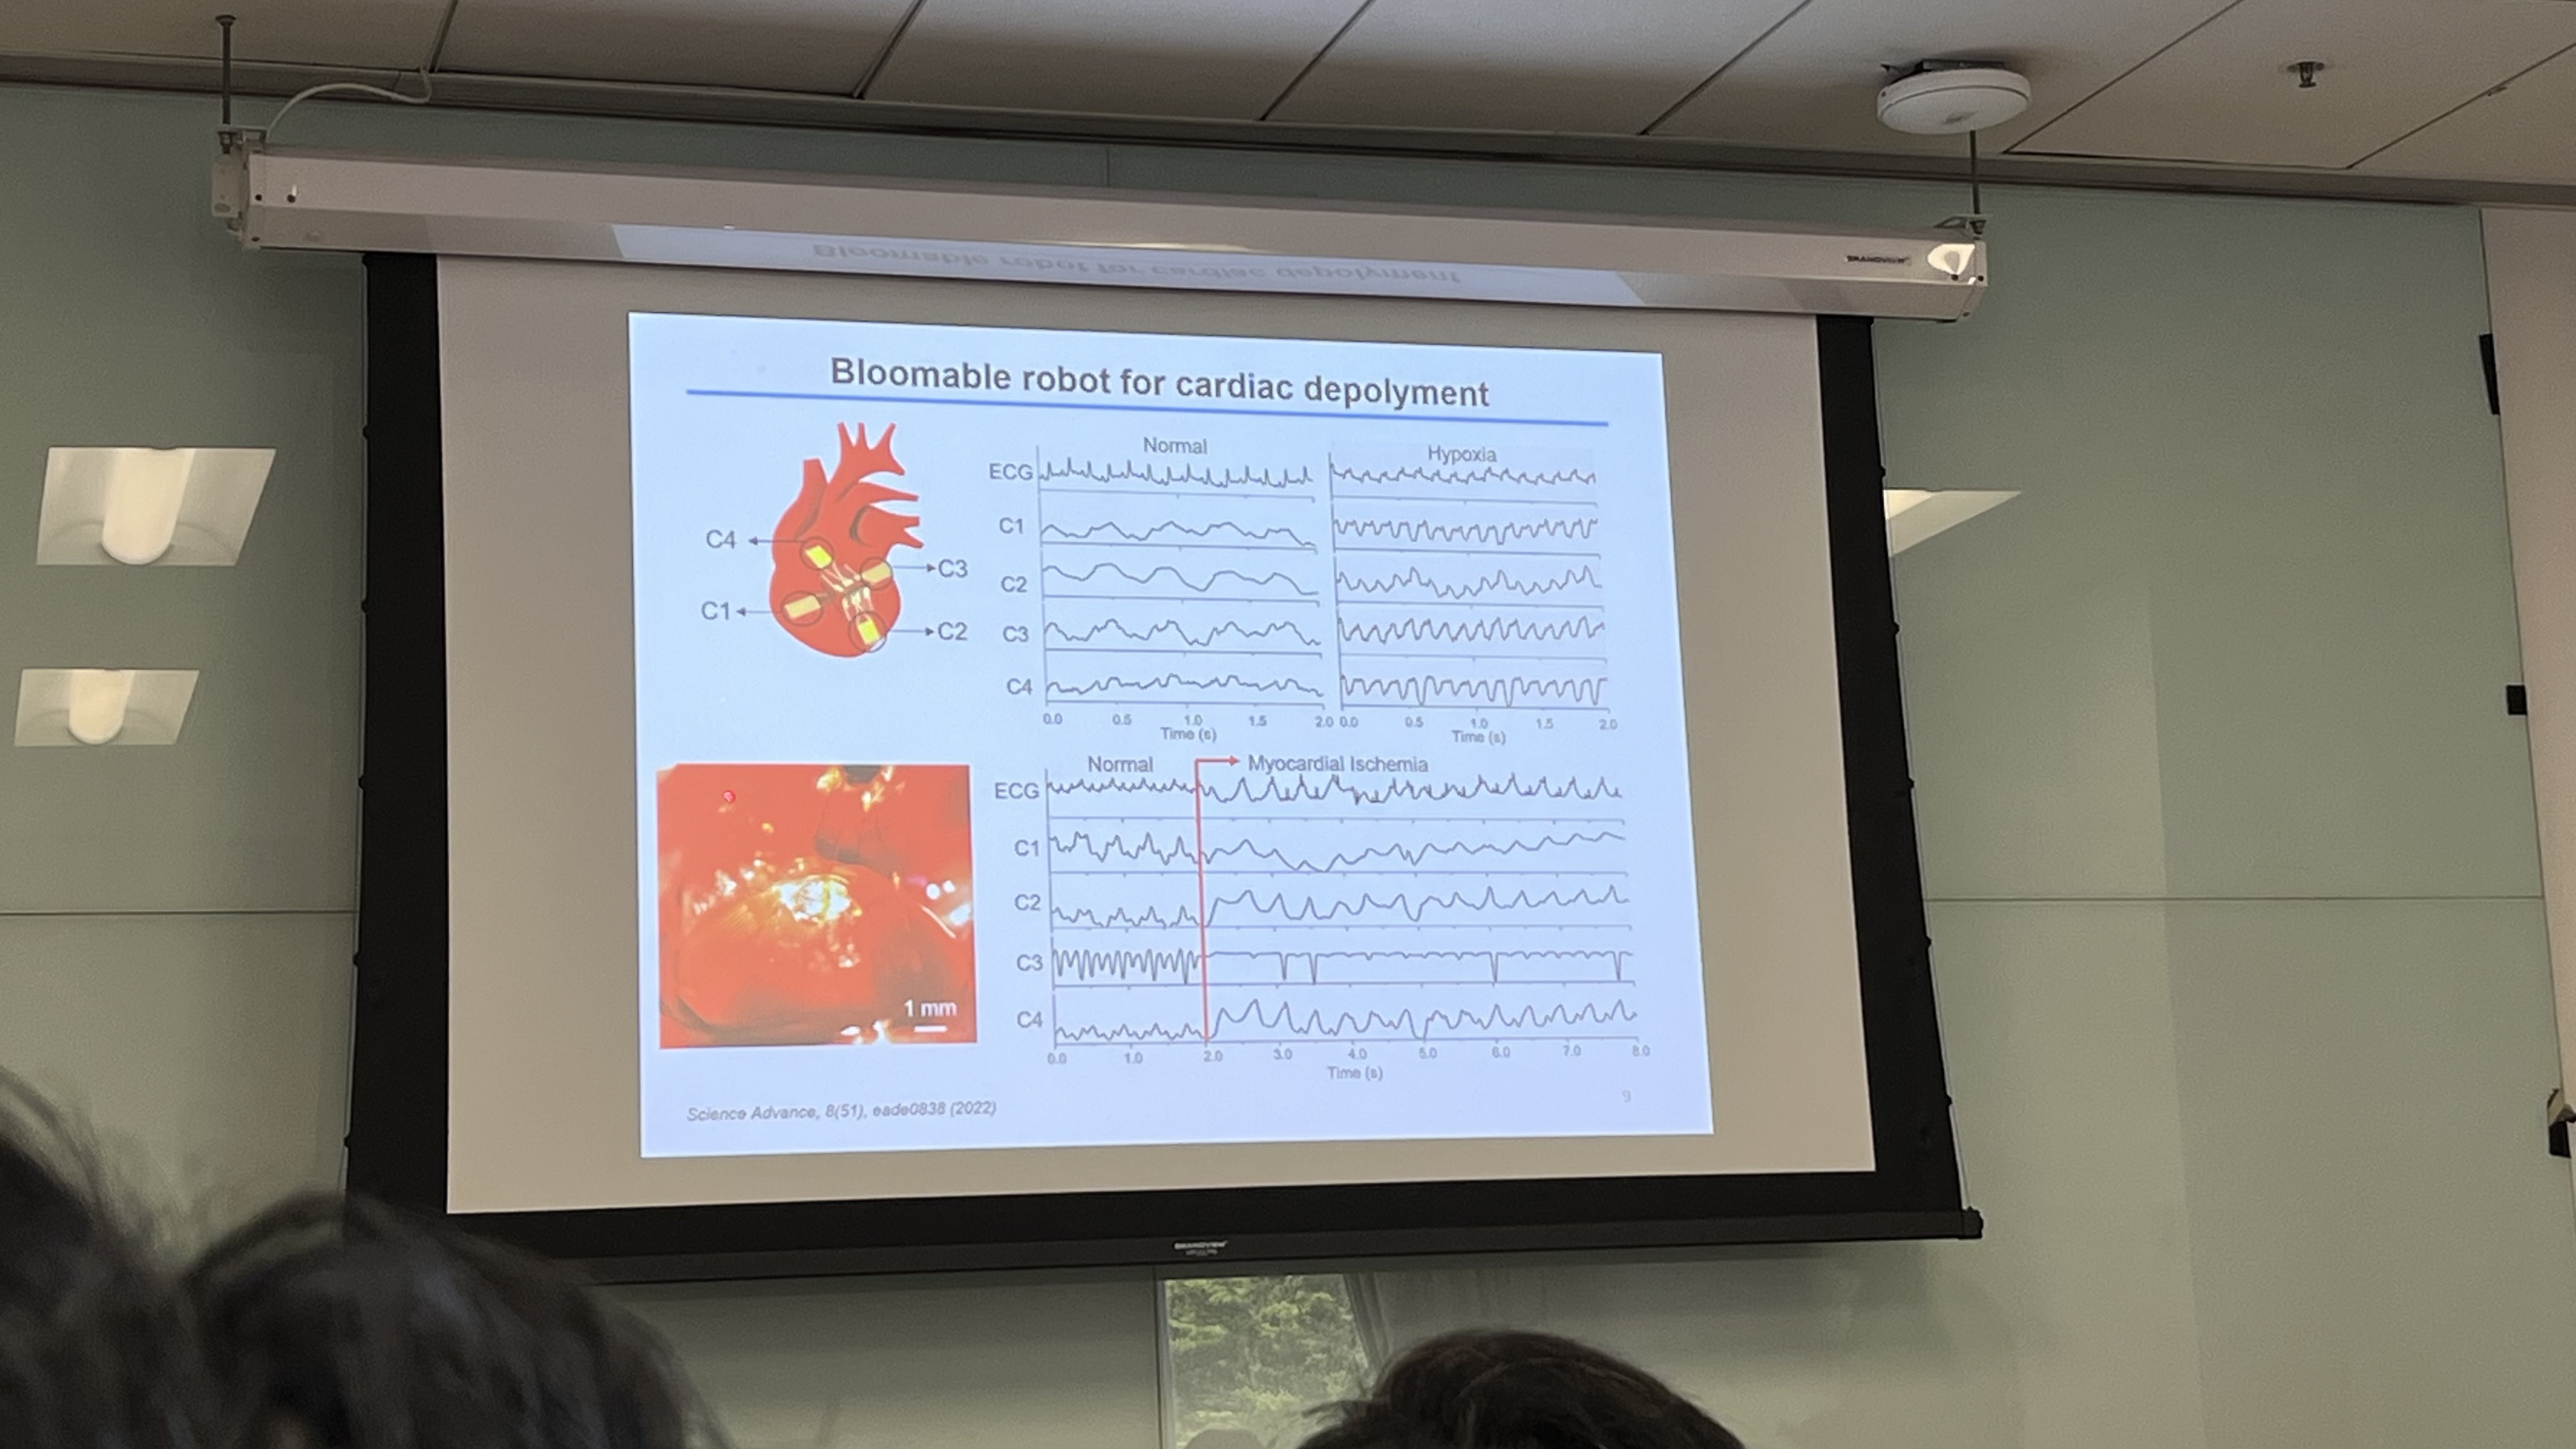 Bloomable robot for cardiac depolyment
Normal
Hypoxia
ECG
C1
C2
C3
C4
0.0 0.5 1.0 1.5 2.0
0.0 0.5 1.0 1.5 2.0
Time (s)
Time (s)
C4
C3
C1
C2
Normal
Myocardial Ischemia
ECG
C1
C2
C3
C4
0.0 1.0 2.0 3.0 4.0 5.0 6.0 7.0 8.0
Time (s)
1 mm
Science Advance, 8(51), eade0838 (2022)
9
GRANDVIEW
GRANDVIEW